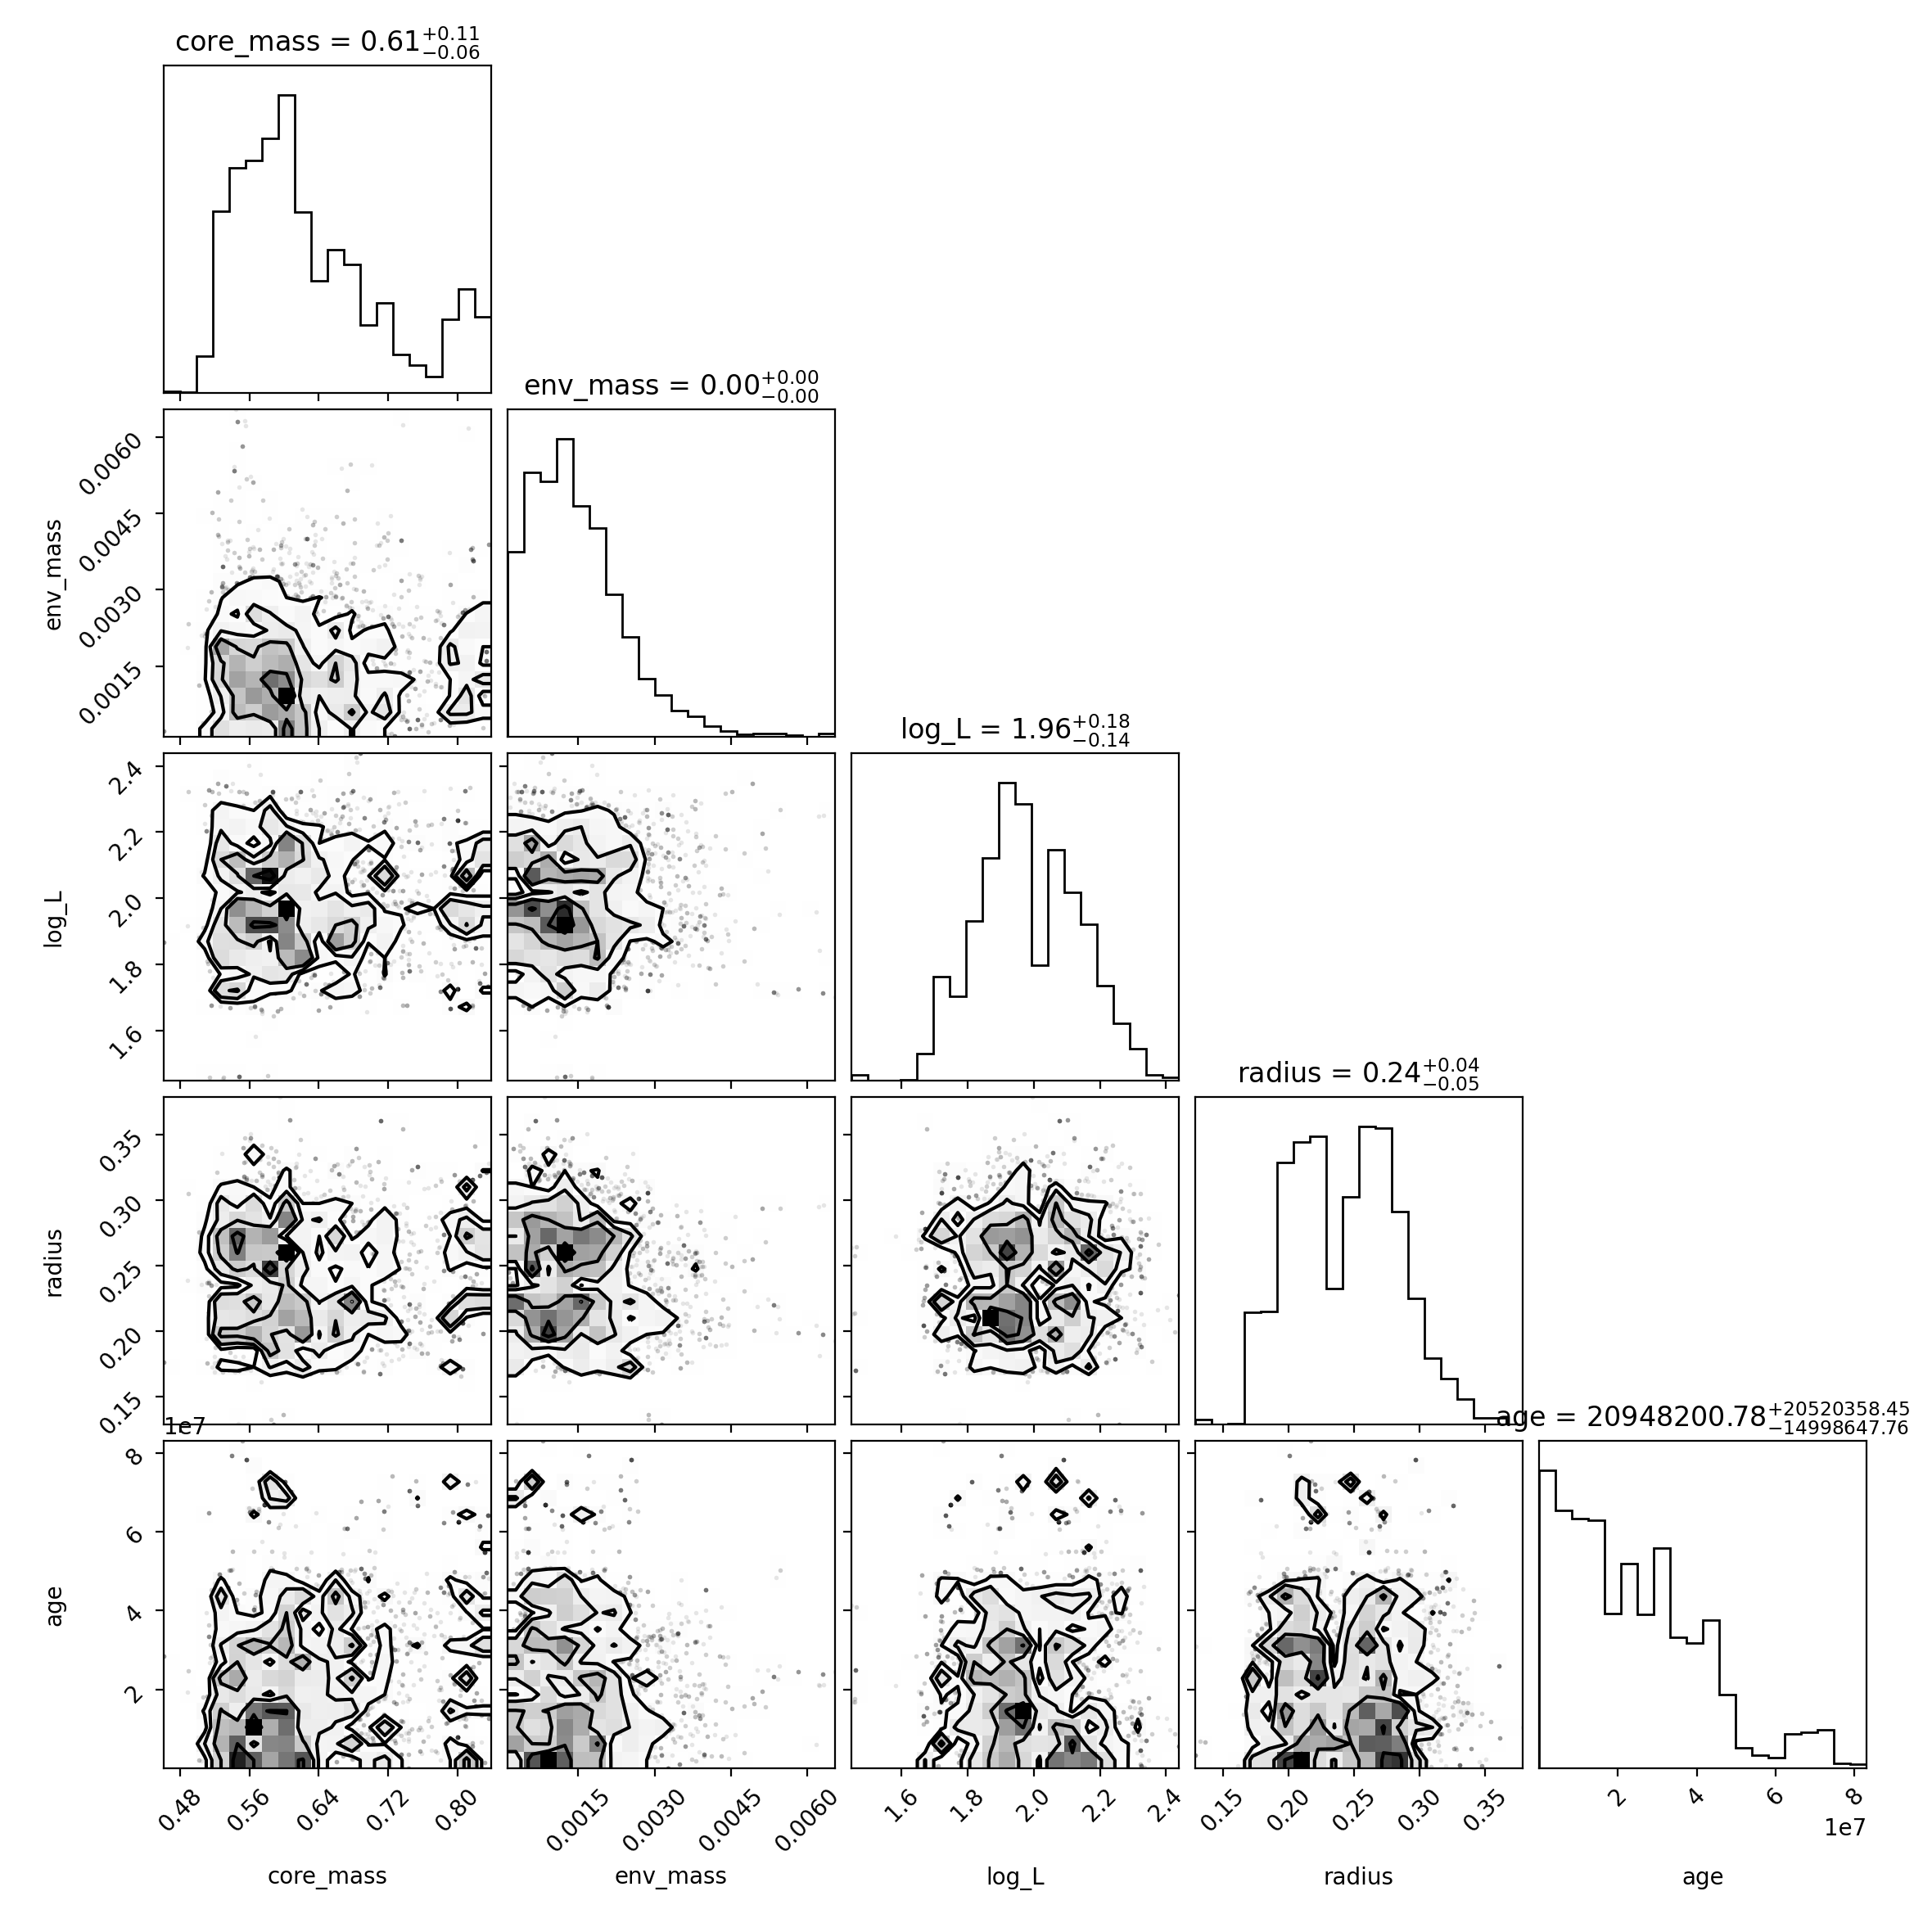 core_mass = 0.61 +0.11 −0.06
env_mass = 0.00 +0.00 −0.00
0.0060
0.0045
0.0030
0.0015
env_mass
log_L = 1.96 +0.18 −0.14
2.4
2.2
2.0
1.8
1.6
log_L
radius = 0.24 +0.04 −0.05
0.35
0.30
0.25
0.20
0.15
radius
1e7
age = 20948200.78 +20520358.45 −14998647.76
8
6
4
2
age
0.48 0.56 0.64 0.72 0.80
0.0015 0.0030 0.0045 0.0060
1.6 1.8 2.0 2.2 2.4
0.15 0.20 0.25 0.30 0.35
2 4 6 8
1e7
core_mass
env_mass
log_L
radius
age